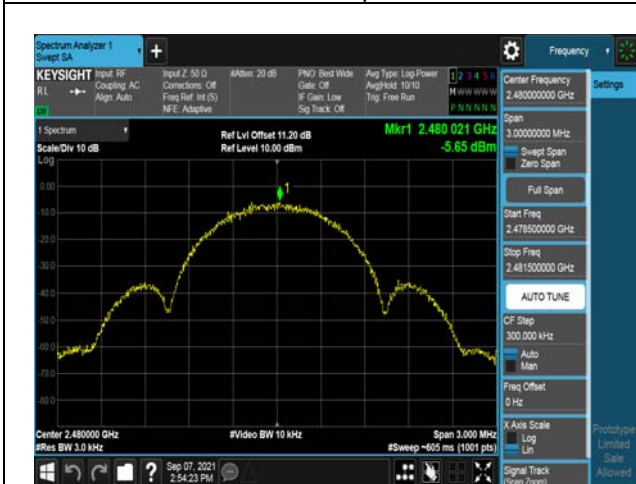 Spectrum Analyzer 1
Swept SA
+
Frequency
KEYSIGHT
RL
Input: RF
Coupling: AC
Align: Auto
Input Z: 50 Ω
Corrections: Off
Freq Ref: Int (S)
NFE: Adaptive
#Atten: 20 dB
PNO: Best Wide
Gate: Off
IF Gain: Low
Sig Track: Off
Avg Type: Log-Power
Avg|Hold: 10/10
Trig: Free Run
1 2 3 4 5 6
M W W W W W
P N N N N N
1 Spectrum
Scale/Div 10 dB
Log
Ref Lvl Offset 11.20 dB
Ref Level 10.00 dBm
Mkr1 2.480 021 GHz
-5.65 dBm
1
0.00
-10.0
-20.0
-30.0
-40.0
-50.0
-60.0
-70.0
-80.0
Center 2.480000 GHz
#Res BW 3.0 kHz
#Video BW 10 kHz
Span 3.000 MHz
#Sweep ~605 ms (1001 pts)
Center Frequency
2.480000000 GHz
Settings
Span
3.00000000 MHz
Swept Span
Zero Span
Full Span
Start Freq
2.478500000 GHz
Stop Freq
2.481500000 GHz
AUTO TUNE
CF Step
300.000 kHz
Auto
Man
Freq Offset
0 Hz
X Axis Scale
Log
Lin
Signal Track
(Span Zoom)
Prototype
Limited
Sale
Allowed
?
Sep 07, 2021
2:54:23 PM